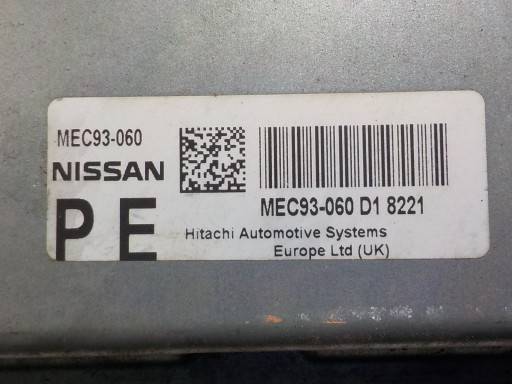 MEC93-060
NISSAN
P E
MEC93-060 D1 8221
Hitachi Automotive Systems
Europe Ltd (UK)